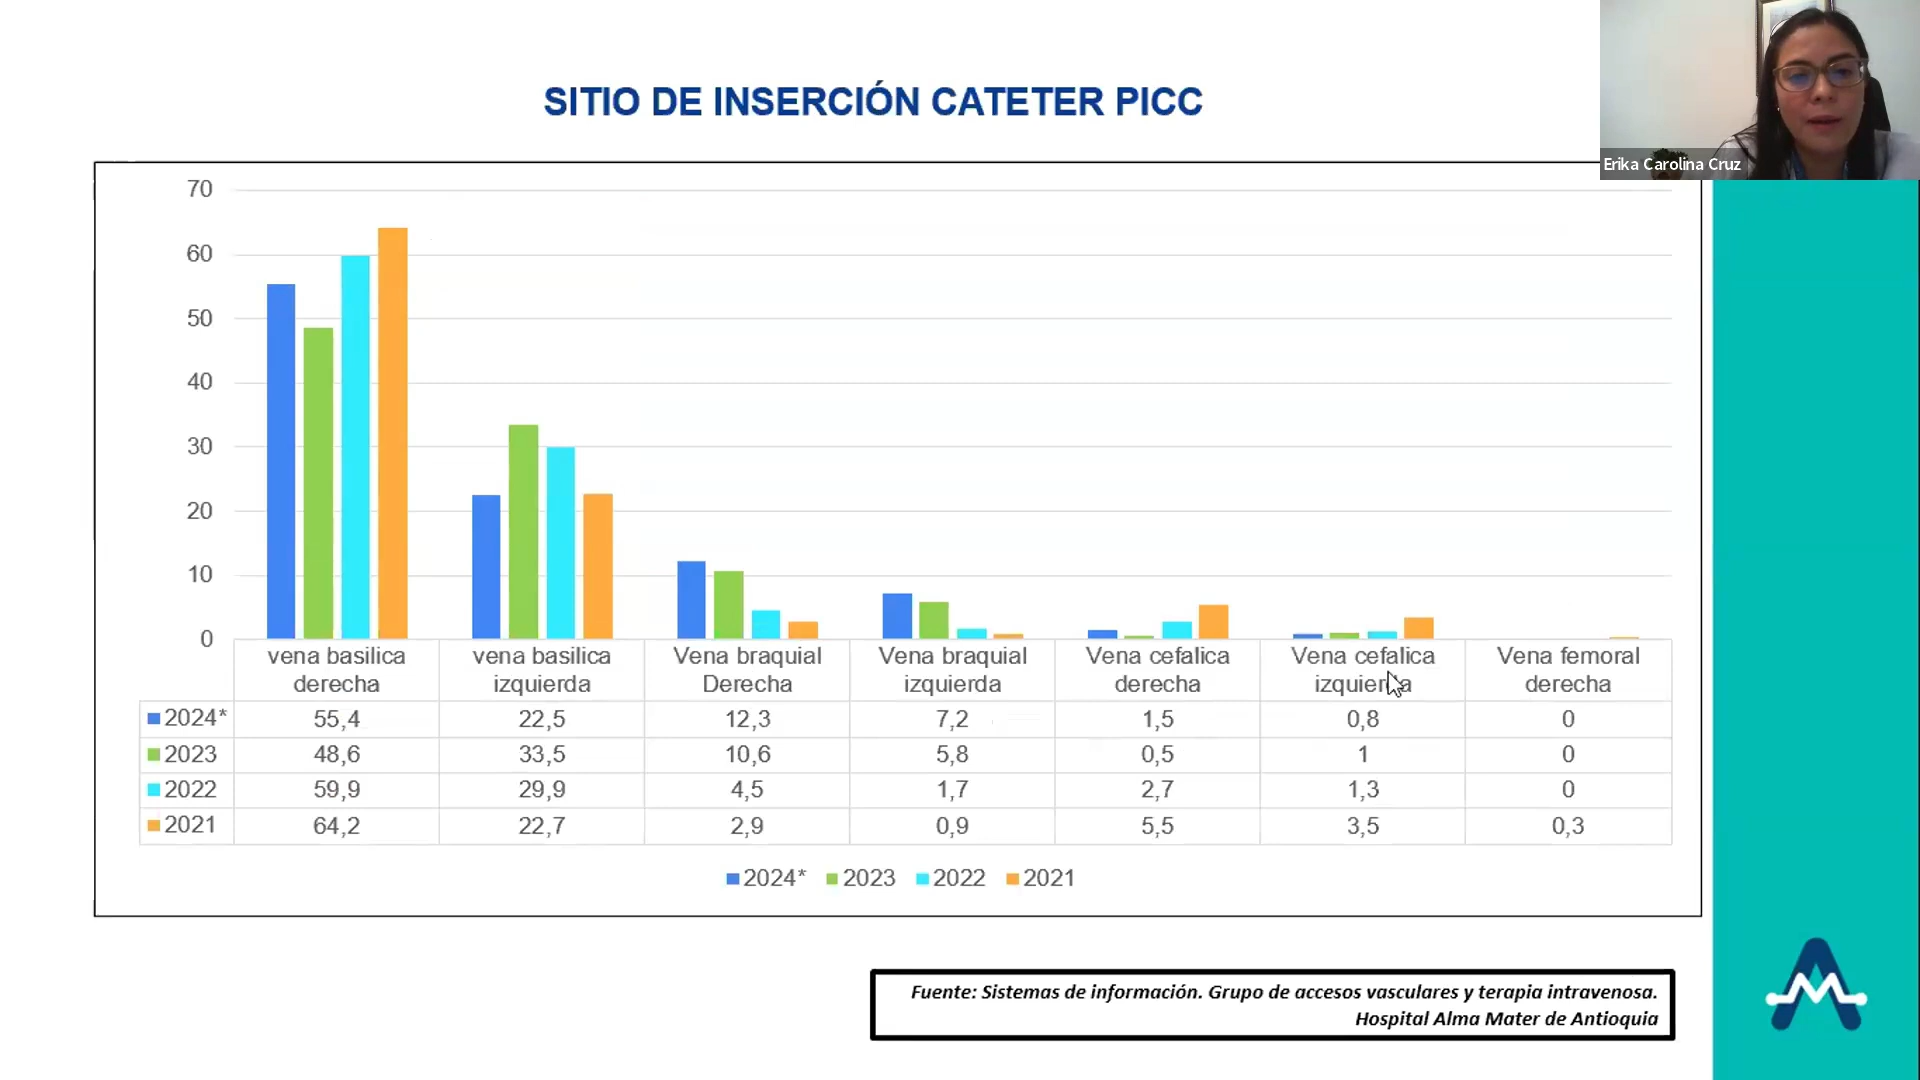 SITIO DE INSERCIÓN CATETER PICC
Erika Carolina Cruz
70
60
50
40
30
20
10
0
vena basilica derecha
vena basilica izquierda
Vena braquial Derecha
Vena braquial izquierda
Vena cefalica derecha
Vena cefalica izquierda
Vena femoral derecha
2024* 55,4 22,5 12,3 7,2 1,5 0,8 0
2023 48,6 33,5 10,6 5,8 0,5 1 0
2022 59,9 29,9 4,5 1,7 2,7 1,3 0
2021 64,2 22,7 2,9 0,9 5,5 3,5 0,3
2024* 2023 2022 2021
Fuente: Sistemas de información. Grupo de accesos vasculares y terapia intravenosa.
Hospital Alma Mater de Antioquia